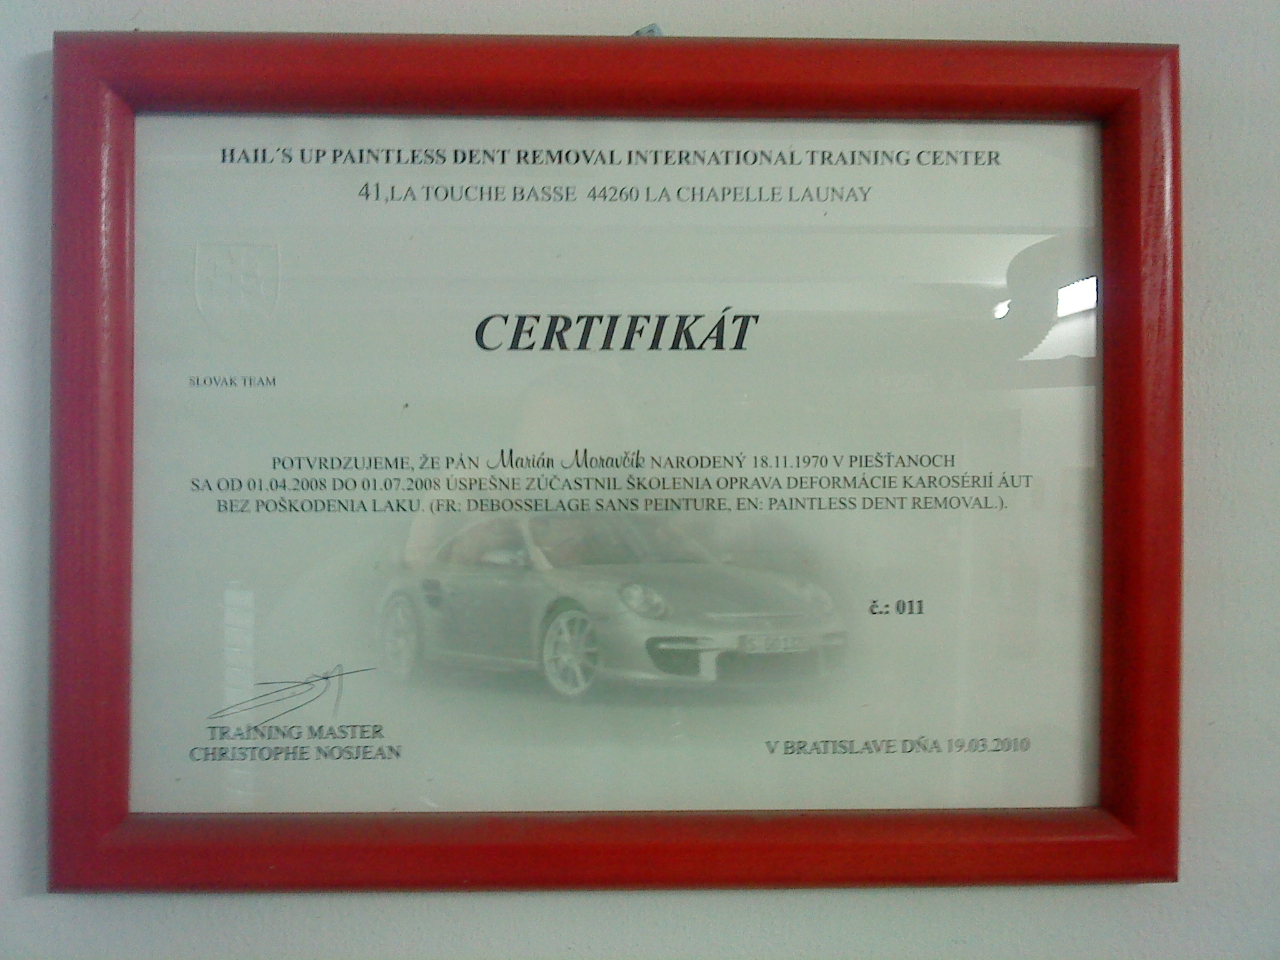 HAIL´S UP PAINTLESS DENT REMOVAL INTERNATIONAL TRAINING CENTER
41,LA TOUCHE BASSE 44260 LA CHAPELLE LAUNAY
CERTIFIKÁT
SLOVAK TEAM
POTVRDZUJEME, ŽE PÁN Marián Moravčík NARODENÝ 18.11.1970 V PIEŠŤANOCH
SA OD 01.04.2008 DO 01.07.2008 ÚSPEŠNE ZÚČASTNIL ŠKOLENIA OPRAVA DEFORMÁCIE KAROSÉRIÍ ÁUT
BEZ POŠKODENIA LAKU. (FR: DEBOSSELAGE SANS PEINTURE, EN: PAINTLESS DENT REMOVAL.).
č.: 011
TRAINING MASTER
CHRISTOPHE NOSJEAN
V BRATISLAVE DŇA 19.03.2010